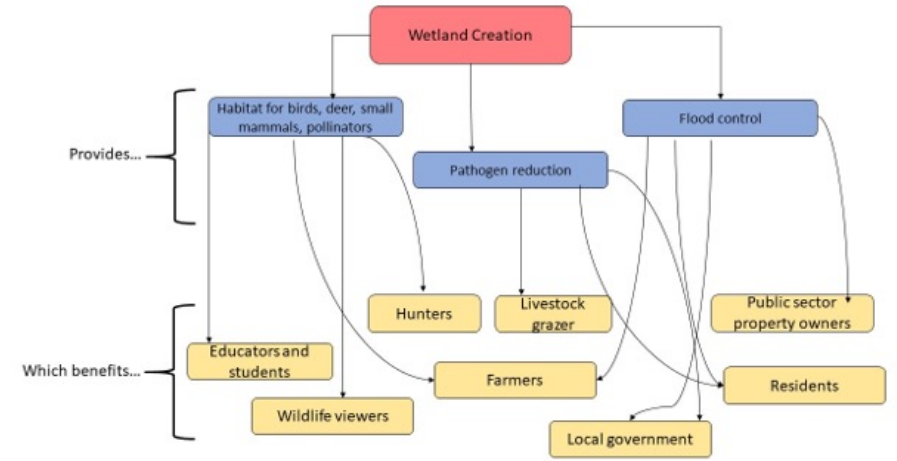 Wetland Creation
Habitat for birds, deer, small
mammals, pollinators
Flood control
Provides...
Pathogen reduction
Hunters
Livestock
grazer
Public sector
property owners
Educators and
students
Which benefits...
Farmers
Residents
Wildlife viewers
Local government